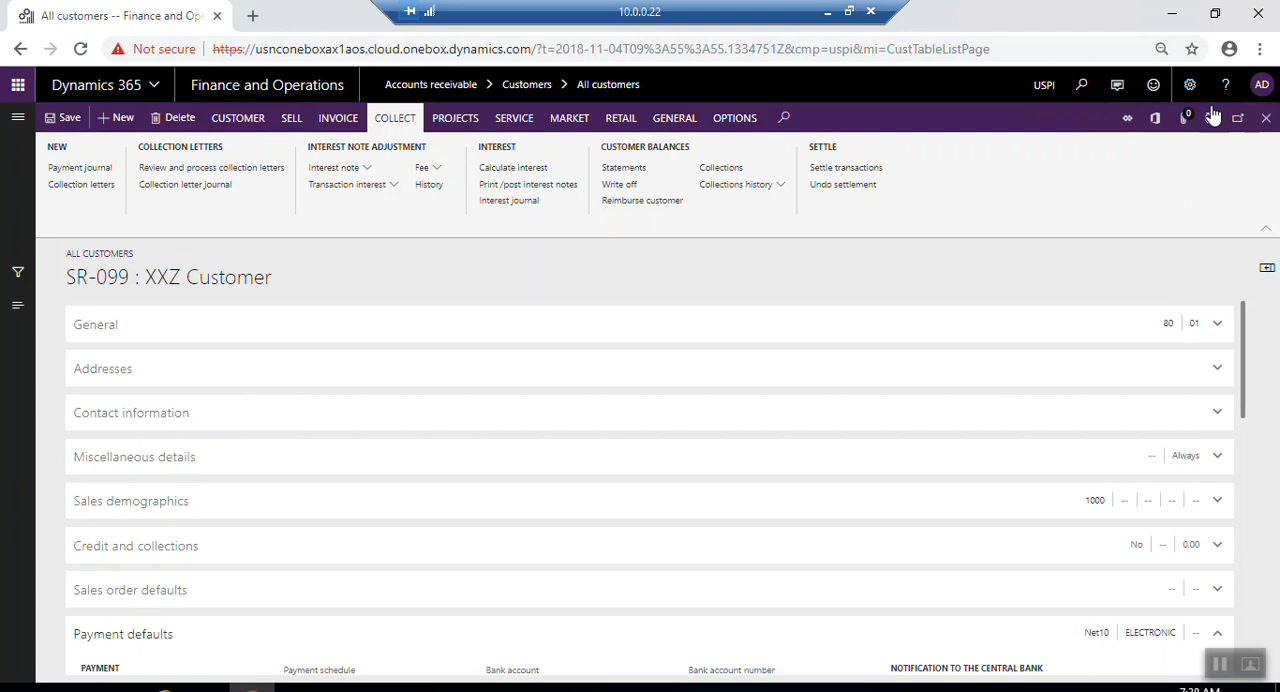 All customers -- Finance and Ope
10.0.0.22
Not secure https://usnconeboxax1aos.cloud.onebox.dynamics.com/?t=2018-11-04T09%3A55%3A55.1334751Z&cmp=uspi&mi=CustTableListPage
Dynamics 365 Finance and Operations Accounts receivable Customers All customers USPI ? AD
Save New Delete CUSTOMER SELL INVOICE COLLECT PROJECTS SERVICE MARKET RETAIL GENERAL OPTIONS 0
NEW COLLECTION LETTERS INTEREST NOTE ADJUSTMENT INTEREST CUSTOMER BALANCES SETTLE
Payment journal Review and process collection letters Interest note Fee Calculate interest Statements Collections Settle transactions
Collection letters Collection letter journal Transaction interest History Print /post interest notes Write off Collections history Undo settlement
Interest journal Reimburse customer
ALL CUSTOMERS
SR-099 : XXZ Customer
General 80 01
Addresses
Contact information
Miscellaneous details -- Always
Sales demographics 1000 -- -- -- --
Credit and collections No -- 0.00
Sales order defaults -- --
Payment defaults Net10 ELECTRONIC --
PAYMENT Payment schedule Bank account Bank account number NOTIFICATION TO THE CENTRAL BANK
7:28 AM